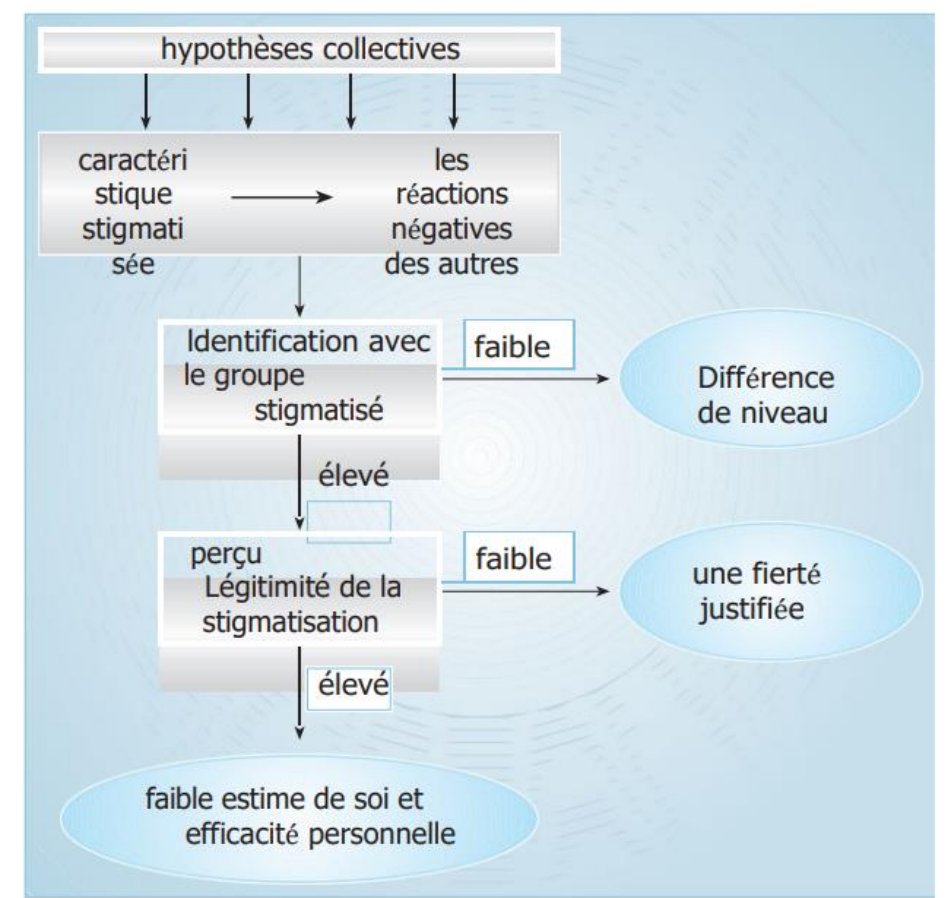 hypothèses collectives
caractéri
stique
stigmati
sée
les
réactions
négatives
des autres
Identification avec
le groupe
stigmatisé
faible
Différence
de niveau
élevé
perçu
Légitimité de la
stigmatisation
faible
une fierté
justifiée
élevé
faible estime de soi et
efficacité personnelle